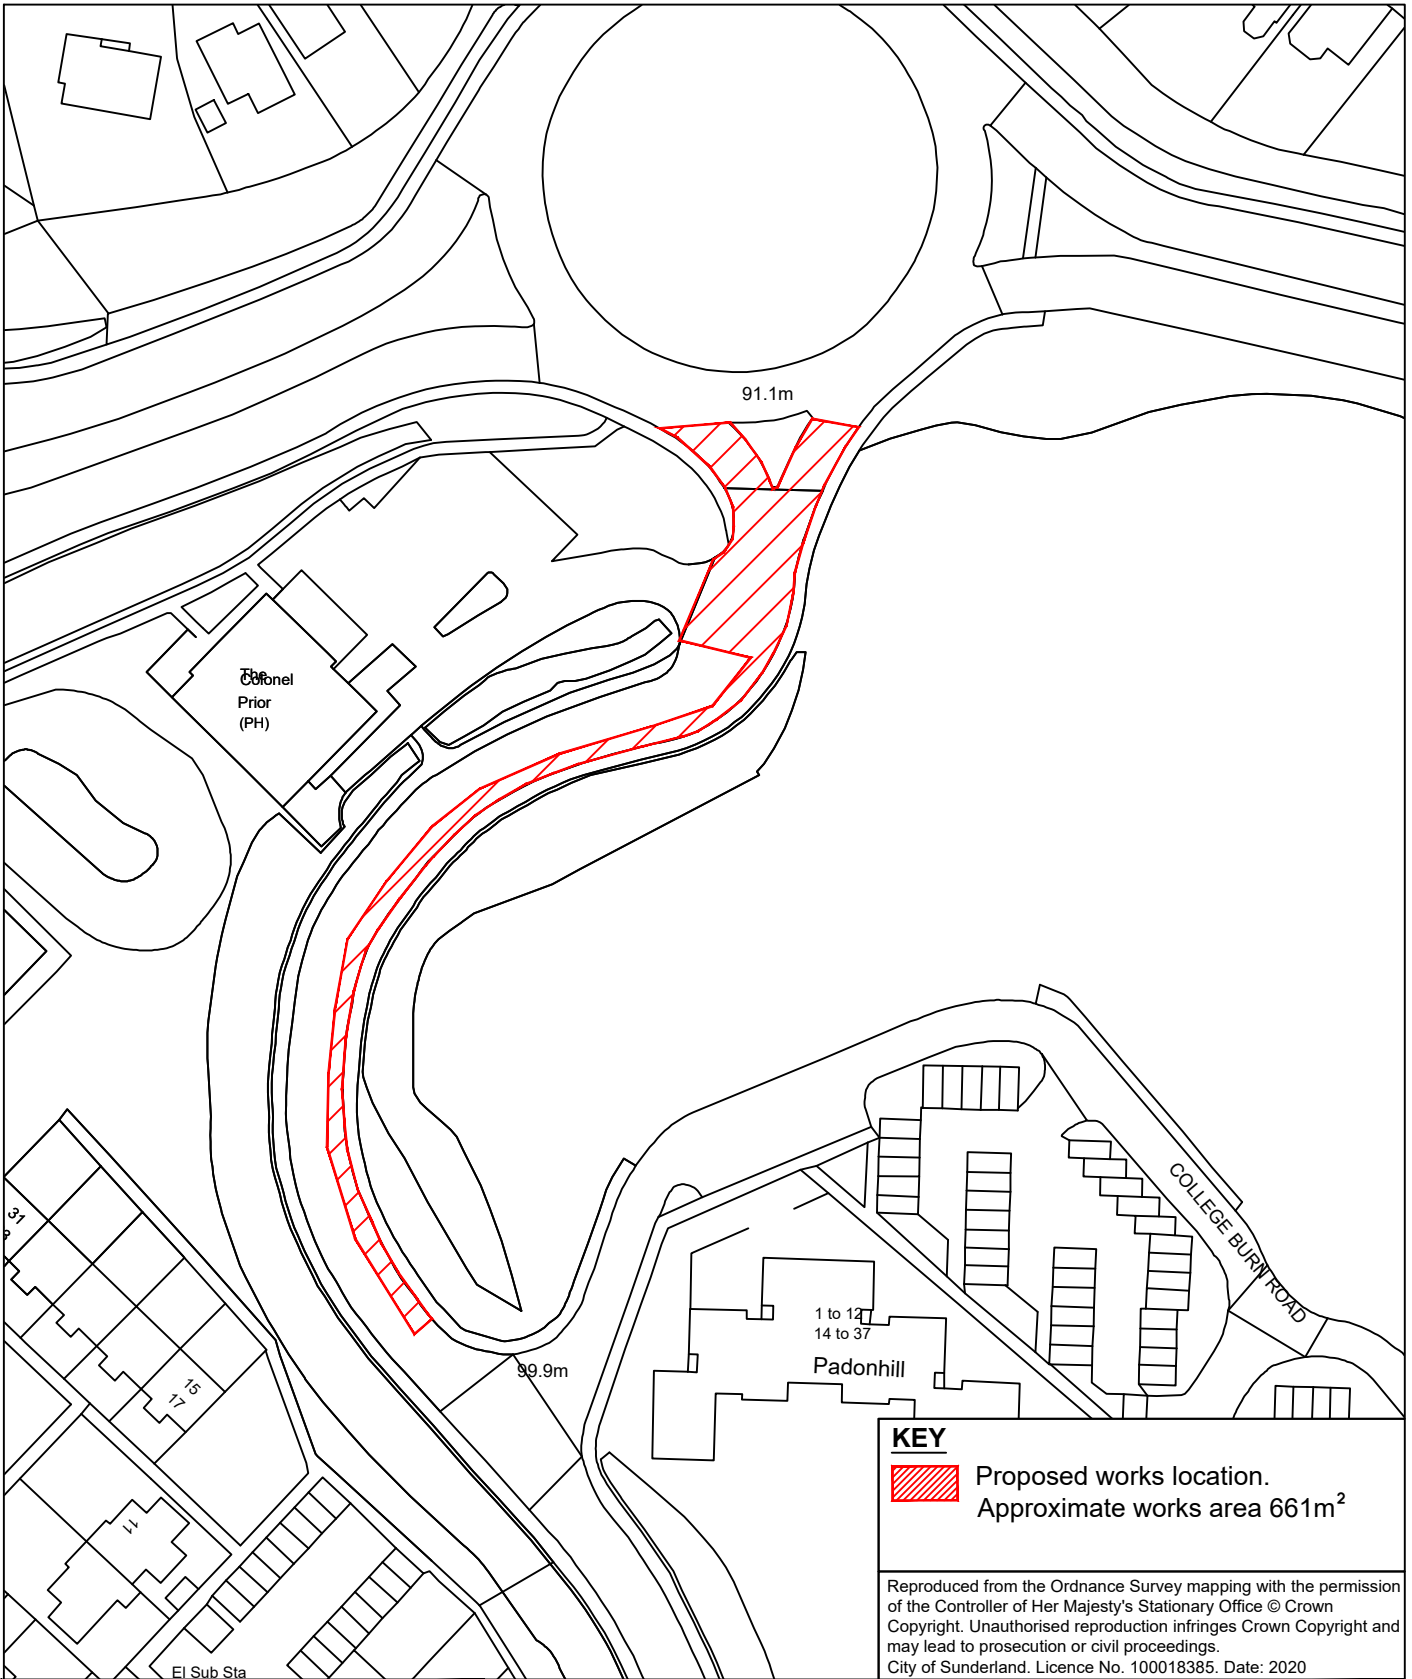 91.1m
The
Colonel
Prior
(PH)
31
COLLEGE BURN ROAD
1 to 12
14 to 37
Padonhill
99.9m
15
17
11
El Sub Sta
KEY
Proposed works location.
Approximate works area 661m²
Reproduced from the Ordnance Survey mapping with the permission
of the Controller of Her Majesty's Stationary Office © Crown
Copyright. Unauthorised reproduction infringes Crown Copyright and
may lead to prosecution or civil proceedings.
City of Sunderland. Licence No. 100018385. Date: 2020